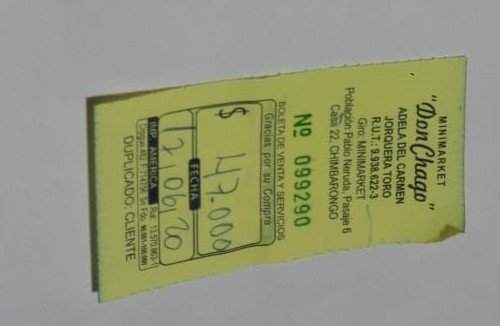 MINIMARKET
"Don Chago"
ADELA DEL CARMEN
JORQUERA TORO
R.U.T.: 9.938.622-3
Giro: MINIMARKET
Población Pablo Neruda, Pasaje 6
Casa 22, CHIMBARONGO
Nº 099290
BOLETA DE VENTA Y SERVICIOS
Gracias por su Compra
$ 47.000
FECHA
12/06/20
IMP. AMERICA
DUPLICADO: CLIENTE